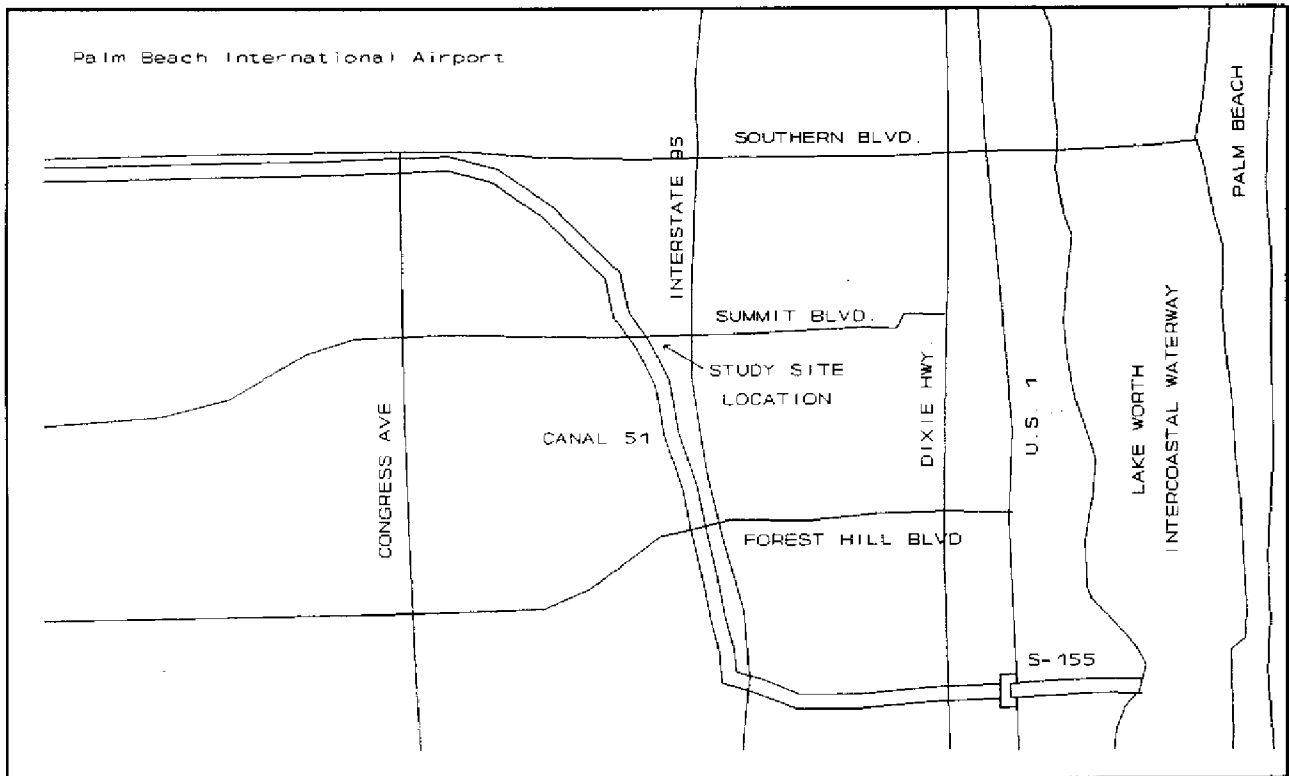 Palm Beach International Airport
PALM BEACH
SOUTHERN BLVD.
INTERSTATE 95
SUMMIT BLVD.
STUDY SITE
LOCATION
DIXIE HWY.
U.S. 1
LAKE WORTH
INTERCOASTAL WATERWAY
CANAL 51
CONGRESS AVE
FOREST HILL BLVD
S-155